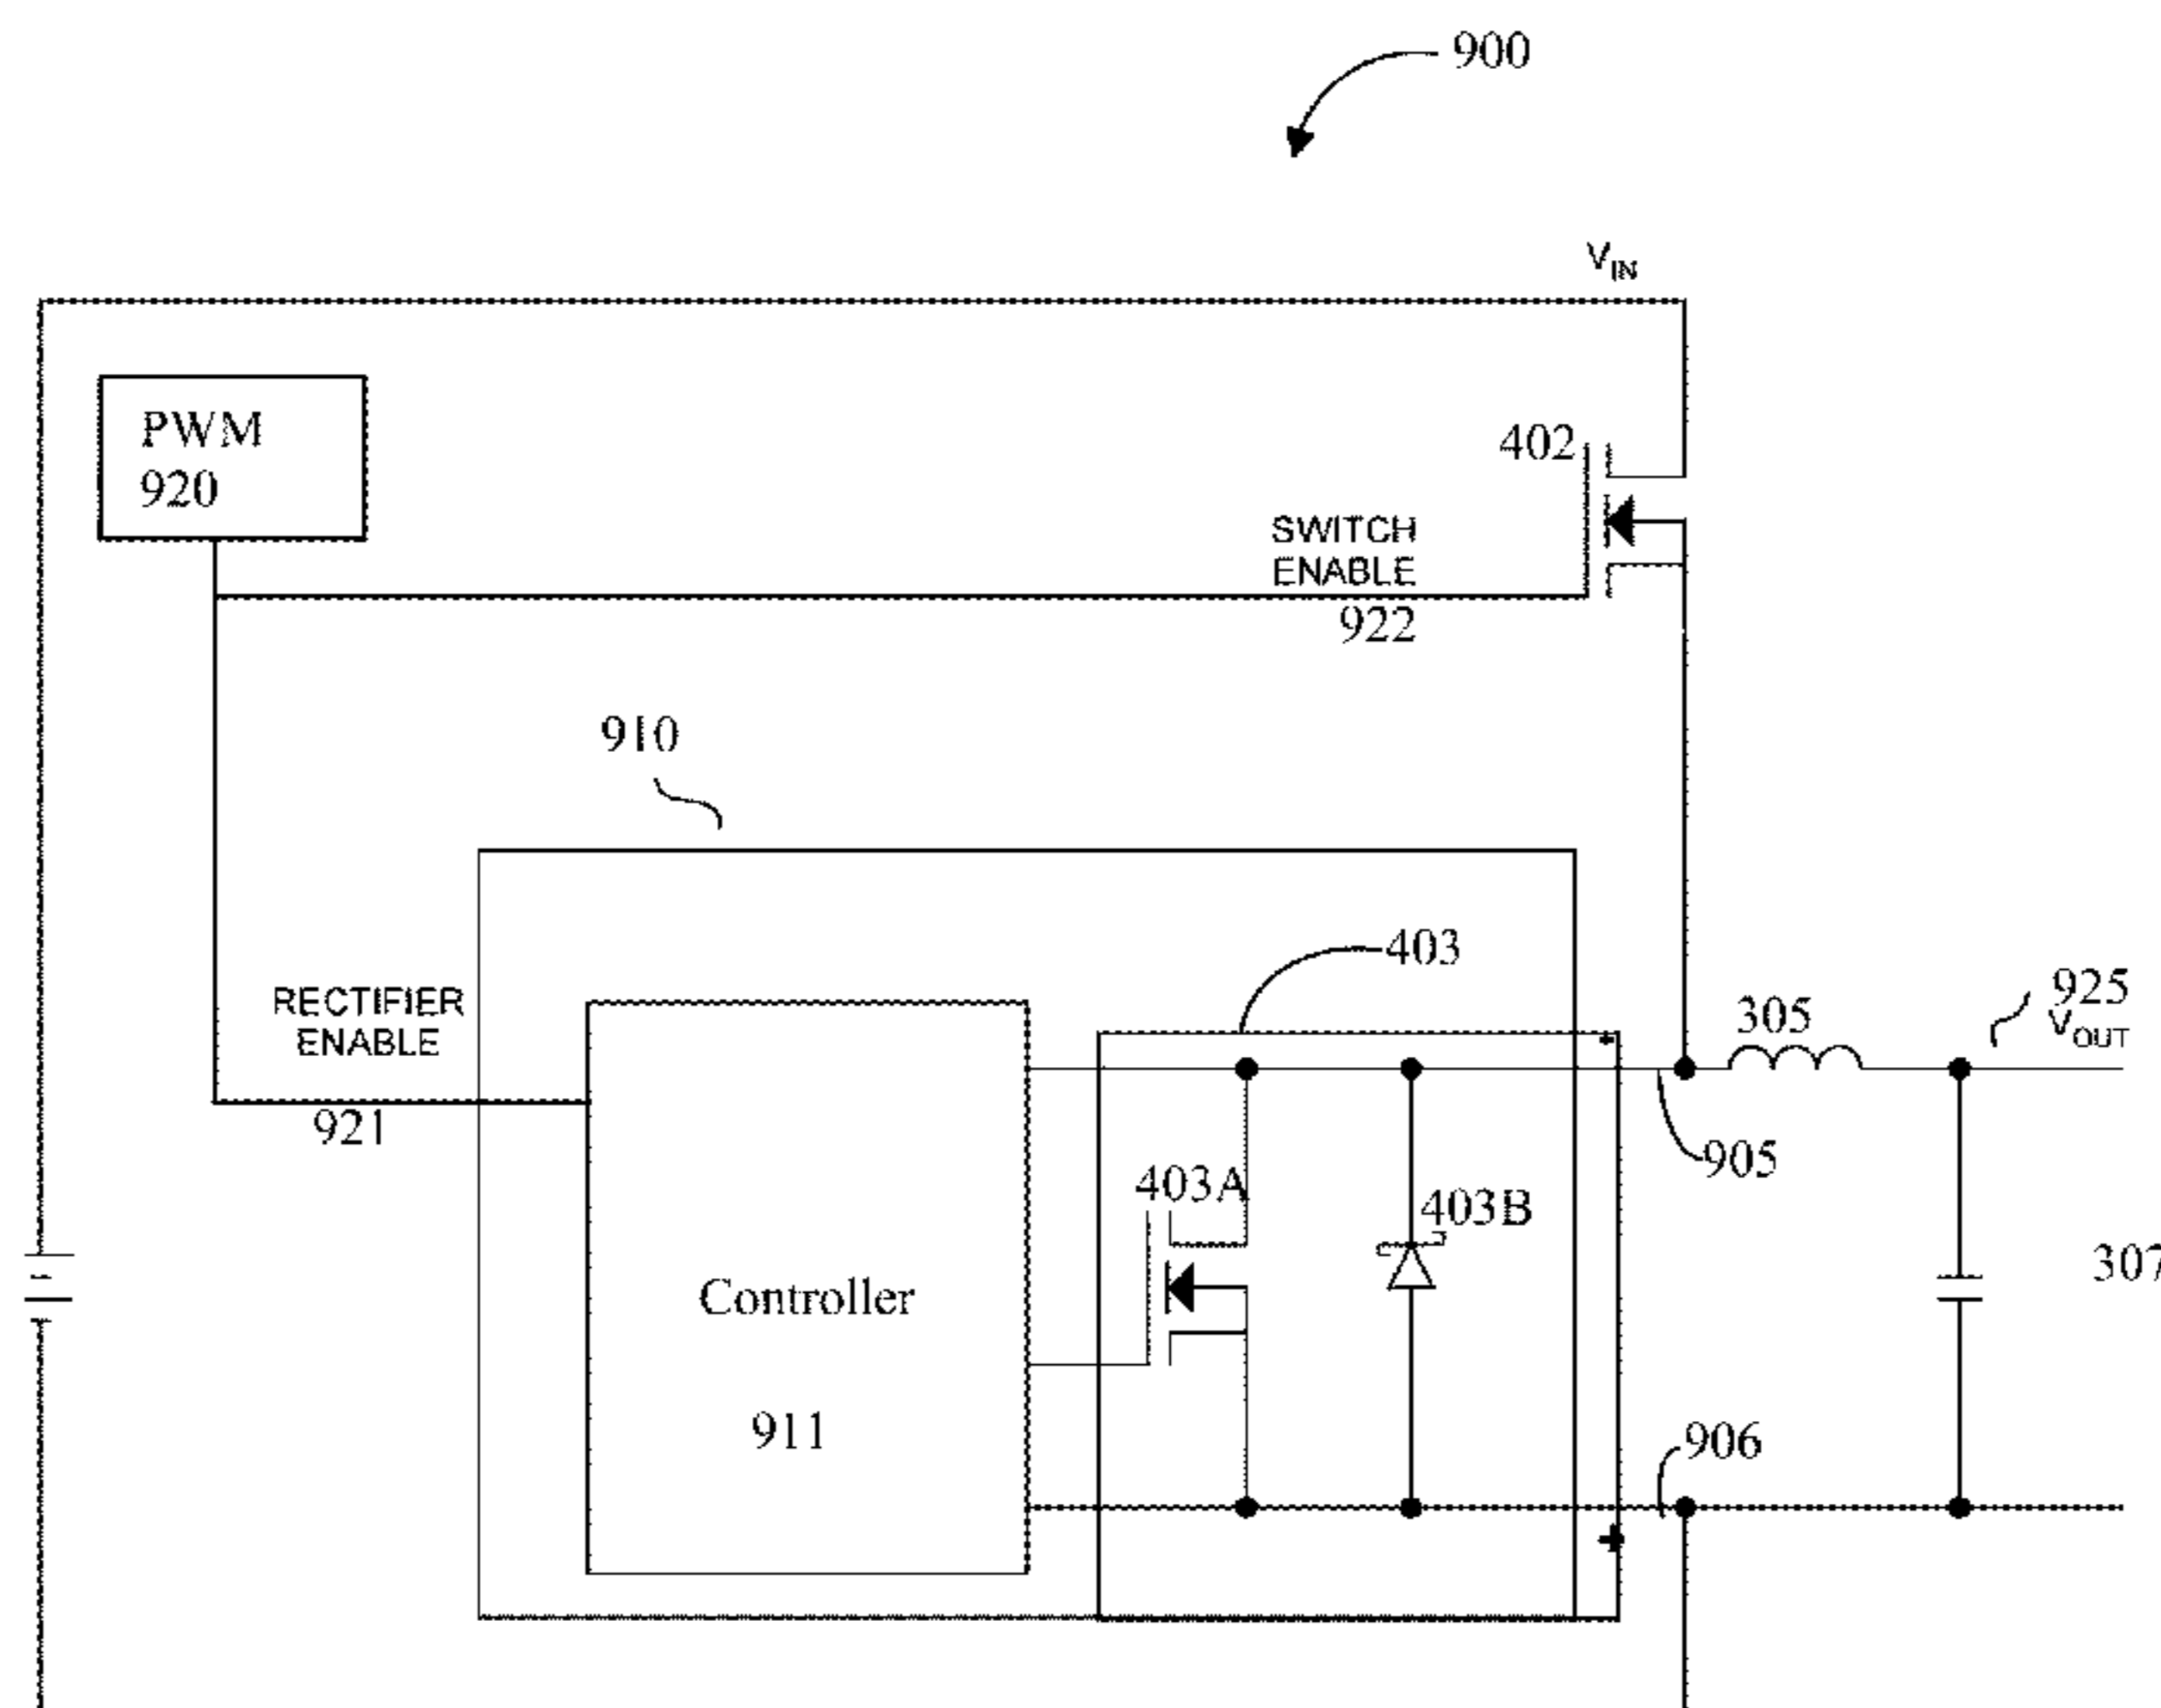 900
VIN
PWM
920
402
SWITCH
ENABLE
922
910
403
RECTIFIER
ENABLE
921
305
925
VOUT
905
403A
403B
307
Controller
911
906